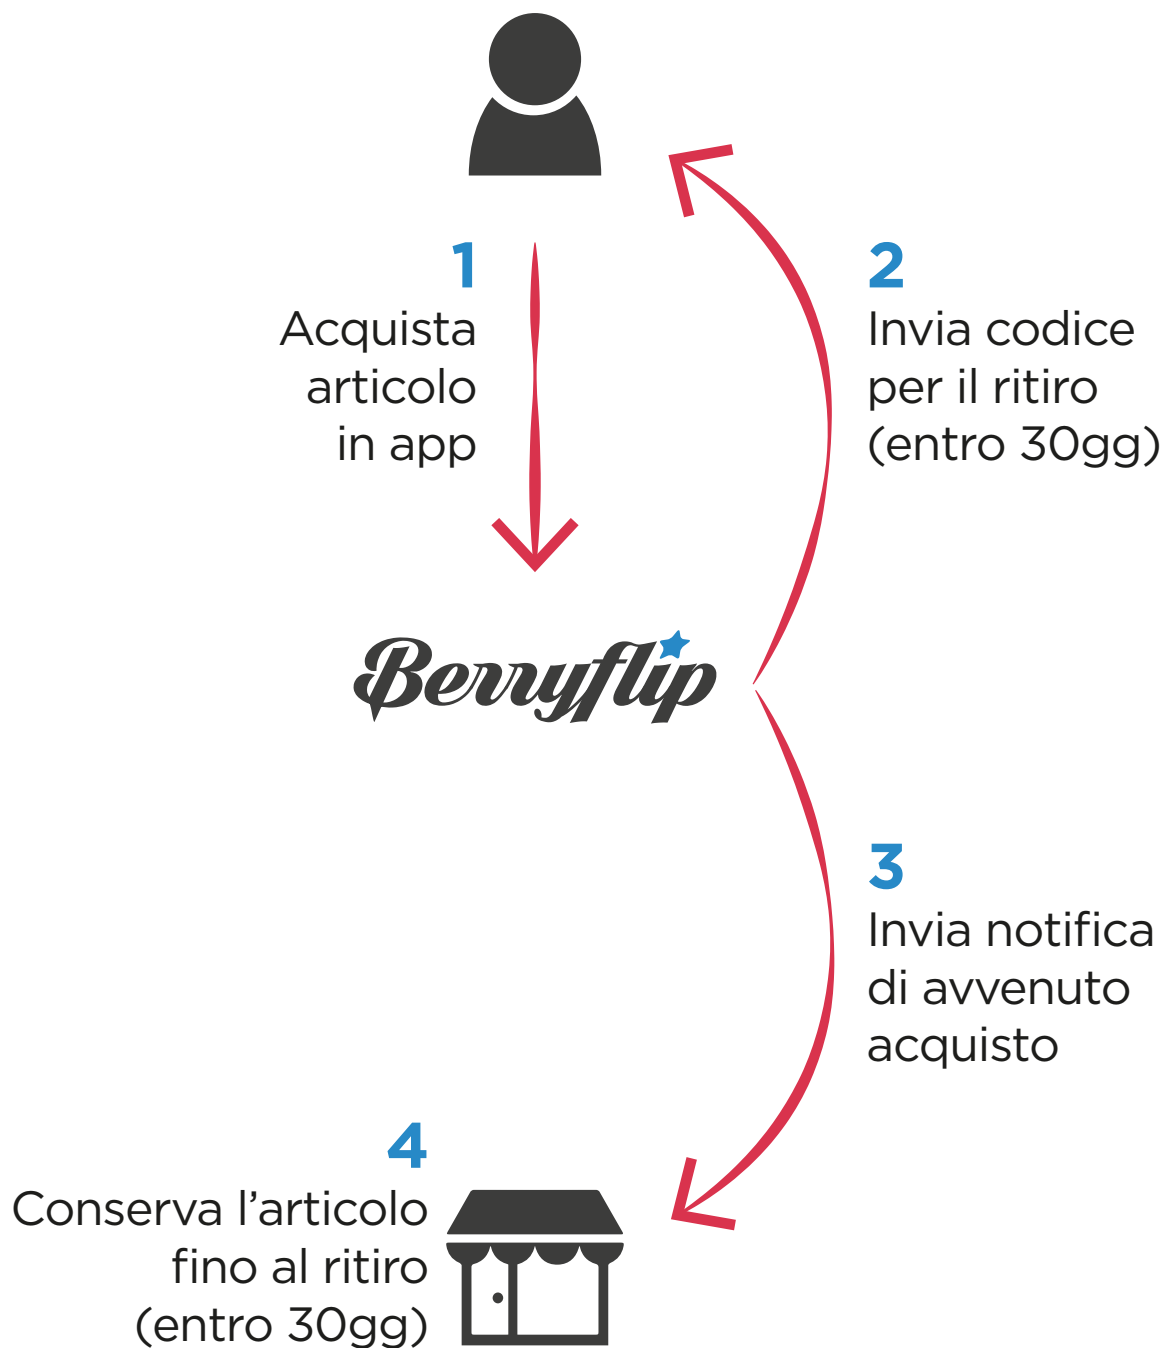 1
Acquista
articolo
in app
2
Invia codice
per il ritiro
(entro 30gg)
Berryflip
3
Invia notifica
di avvenuto
acquisto
4
Conserva l’articolo
fino al ritiro
(entro 30gg)